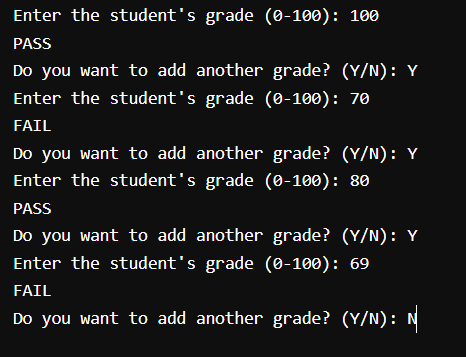 Enter the student's grade (0-100): 100
PASS
Do you want to add another grade? (Y/N): Y
Enter the student's grade (0-100): 70
FAIL
Do you want to add another grade? (Y/N): Y
Enter the student's grade (0-100): 80
PASS
Do you want to add another grade? (Y/N): Y
Enter the student's grade (0-100): 69
FAIL
Do you want to add another grade? (Y/N): N